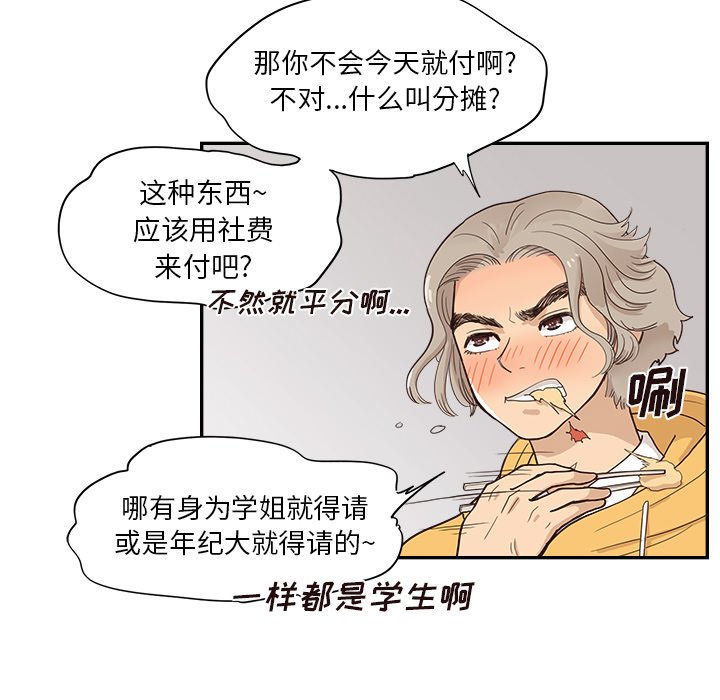 那你不会今天就付啊?
不对...什么叫分摊?
这种东西~
应该用社费
来付吧?
不然就平分啊...
唰
哪有身为学姐就得请
或是年纪大就得请的~
一样都是学生啊